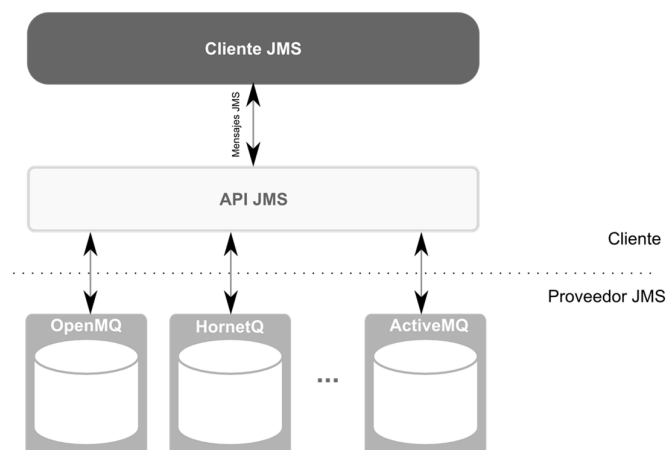 Cliente JMS
Mensajes JMS
API JMS
Cliente
Proveedor JMS
OpenMQ
HornetQ
...
ActiveMQ